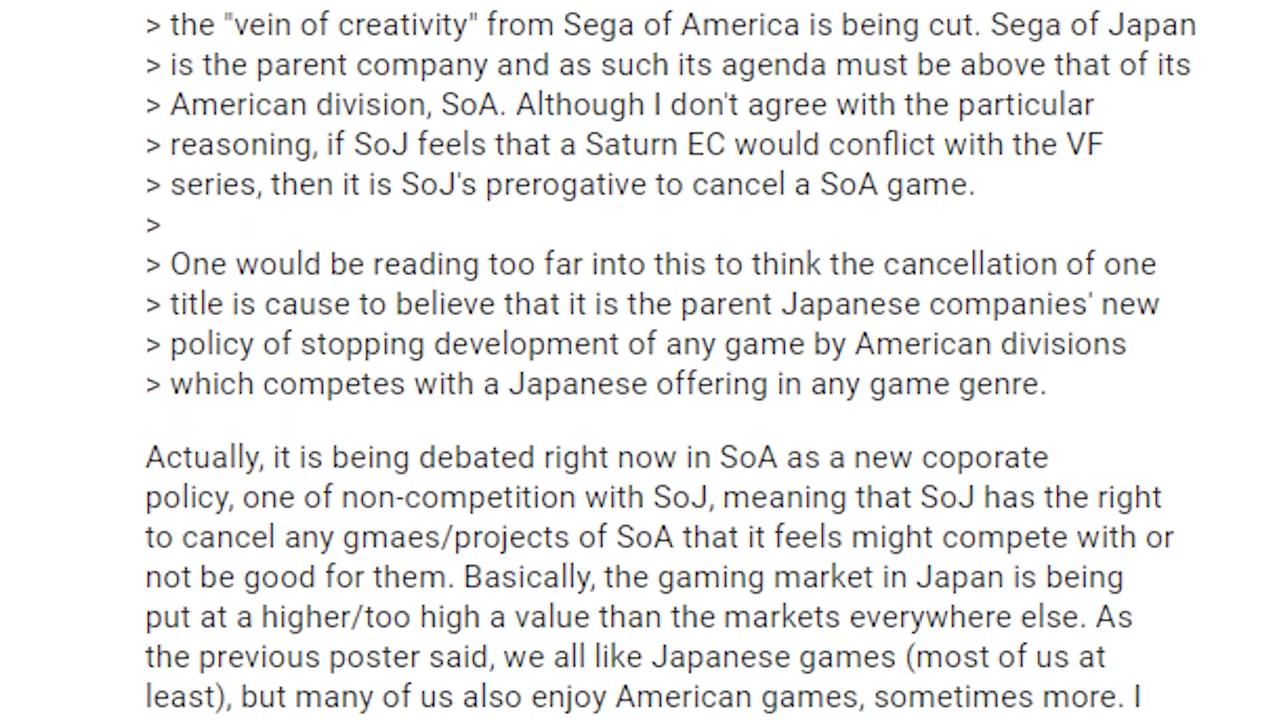 > the "vein of creativity" from Sega of America is being cut. Sega of Japan
> is the parent company and as such its agenda must be above that of its
> American division, SoA. Although I don't agree with the particular
> reasoning, if SoJ feels that a Saturn EC would conflict with the VF
> series, then it is SoJ's prerogative to cancel a SoA game.
>
> One would be reading too far into this to think the cancellation of one
> title is cause to believe that it is the parent Japanese companies' new
> policy of stopping development of any game by American divisions
> which competes with a Japanese offering in any game genre.
Actually, it is being debated right now in SoA as a new coporate
policy, one of non-competition with SoJ, meaning that SoJ has the right
to cancel any gmaes/projects of SoA that it feels might compete with or
not be good for them. Basically, the gaming market in Japan is being
put at a higher/too high a value than the markets everywhere else. As
the previous poster said, we all like Japanese games (most of us at
least), but many of us also enjoy American games, sometimes more. I